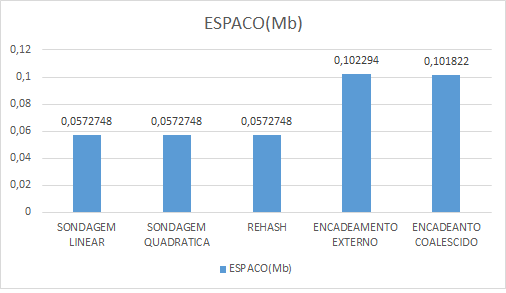 ESPACO(Mb)
0,12
0,1
0,08
0,06
0,04
0,02
0
0,0572748
0,0572748
0,0572748
0,102294
0,101822
SONDAGEM
LINEAR
SONDAGEM
QUADRATICA
REHASH
ENCADEAMENTO
EXTERNO
ENCADEANTO
COALESCIDO
ESPACO(Mb)